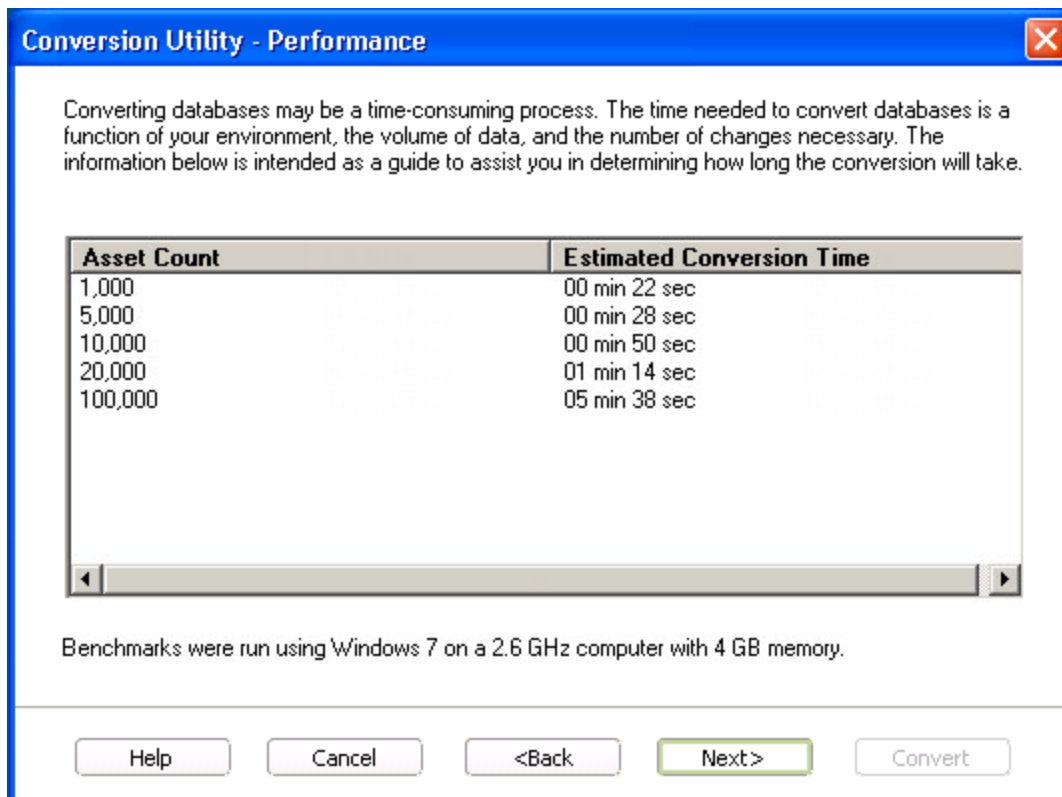 Conversion Utility - Performance
Converting databases may be a time-consuming process. The time needed to convert databases is a
function of your environment, the volume of data, and the number of changes necessary. The
information below is intended as a guide to assist you in determining how long the conversion will take.
Asset Count Estimated Conversion Time
1,000 00 min 22 sec
5,000 00 min 28 sec
10,000 00 min 50 sec
20,000 01 min 14 sec
100,000 05 min 38 sec
Benchmarks were run using Windows 7 on a 2.6 GHz computer with 4 GB memory.
Help Cancel <Back Next> Convert